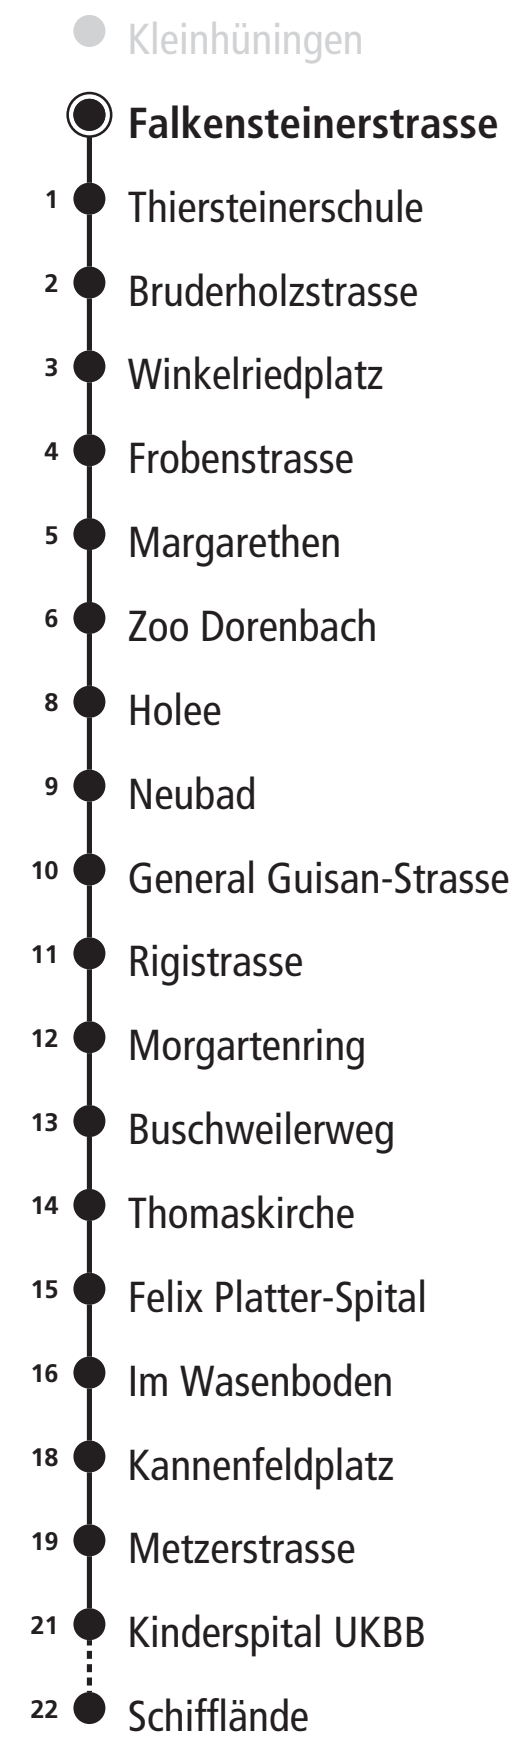 Kleinhüningen
Falkensteinerstrasse
1 Thiersteinerschule
2 Bruderholzstrasse
3 Winkelriedplatz
4 Frobenstrasse
5 Margarethen
6 Zoo Dorenbach
8 Holee
9 Neubad
10 General Guisan-Strasse
11 Rigistrasse
12 Morgartenring
13 Buschweilerweg
14 Thomaskirche
15 Felix Platter-Spital
16 Im Wasenboden
18 Kannenfeldplatz
19 Metzerstrasse
21 Kinderspital UKBB
22 Schifflände